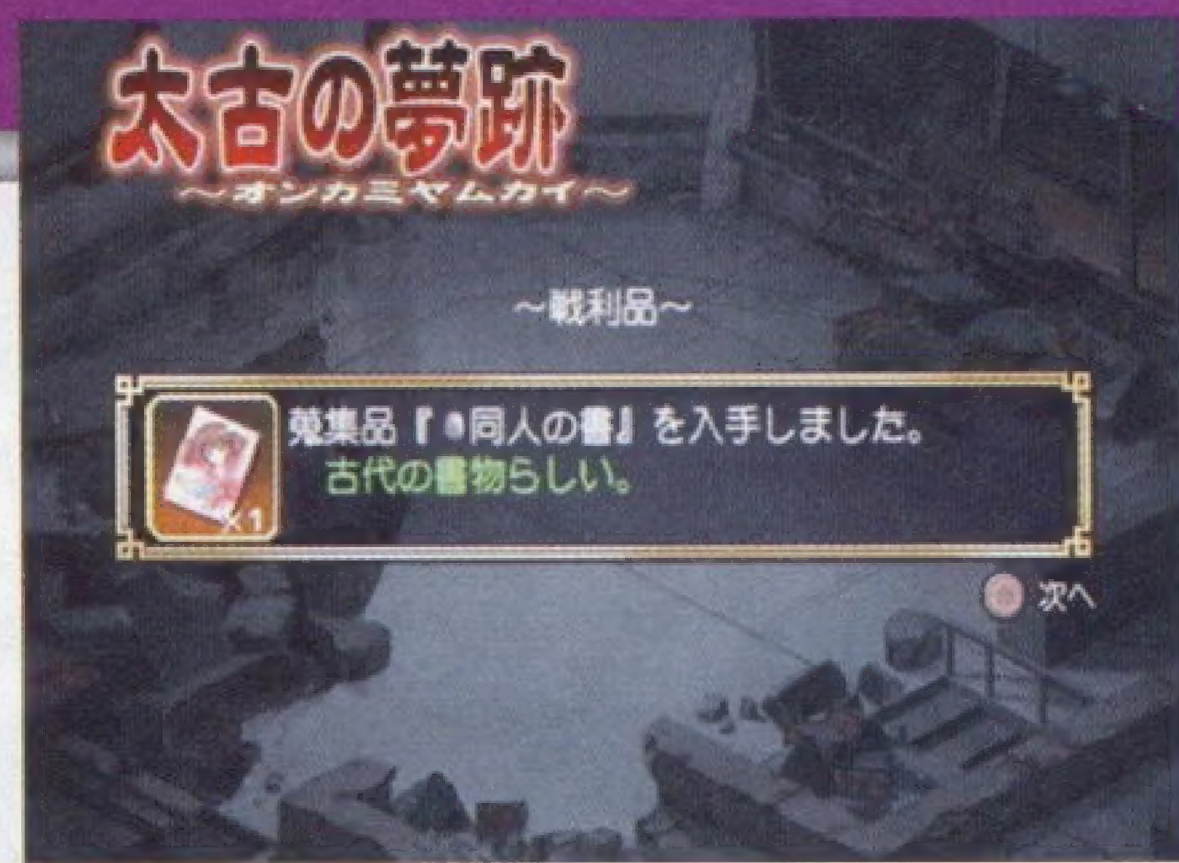 太古の夢跡
～オンカミヤムカイ～
～戦利品～
蒐集品『●同人の書』を入手しました。
古代の書物らしい。
×1
次へ